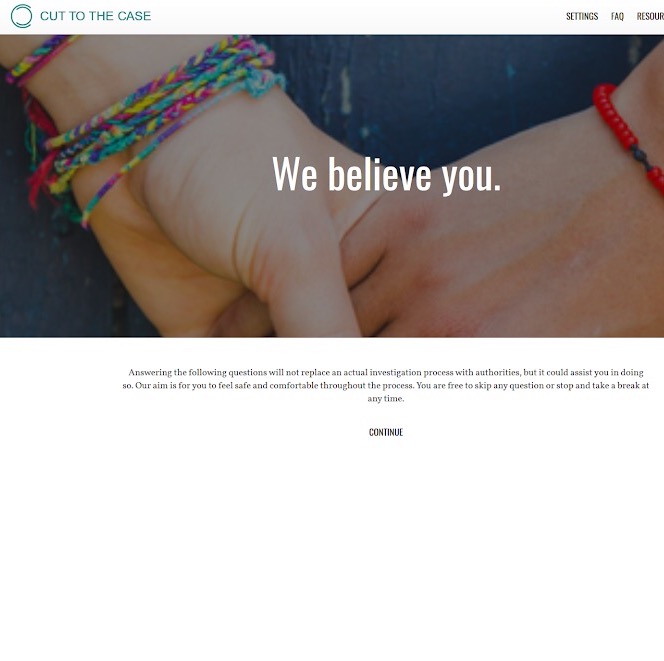 CUT TO THE CASE
SETTINGS FAQ RESOUR
We believe you.
Answering the following questions will not replace an actual investigation process with authorities, but it could assist you in doing
so. Our aim is for you to feel safe and comfortable throughout the process. You are free to skip any question or stop and take a break at
any time.
CONTINUE